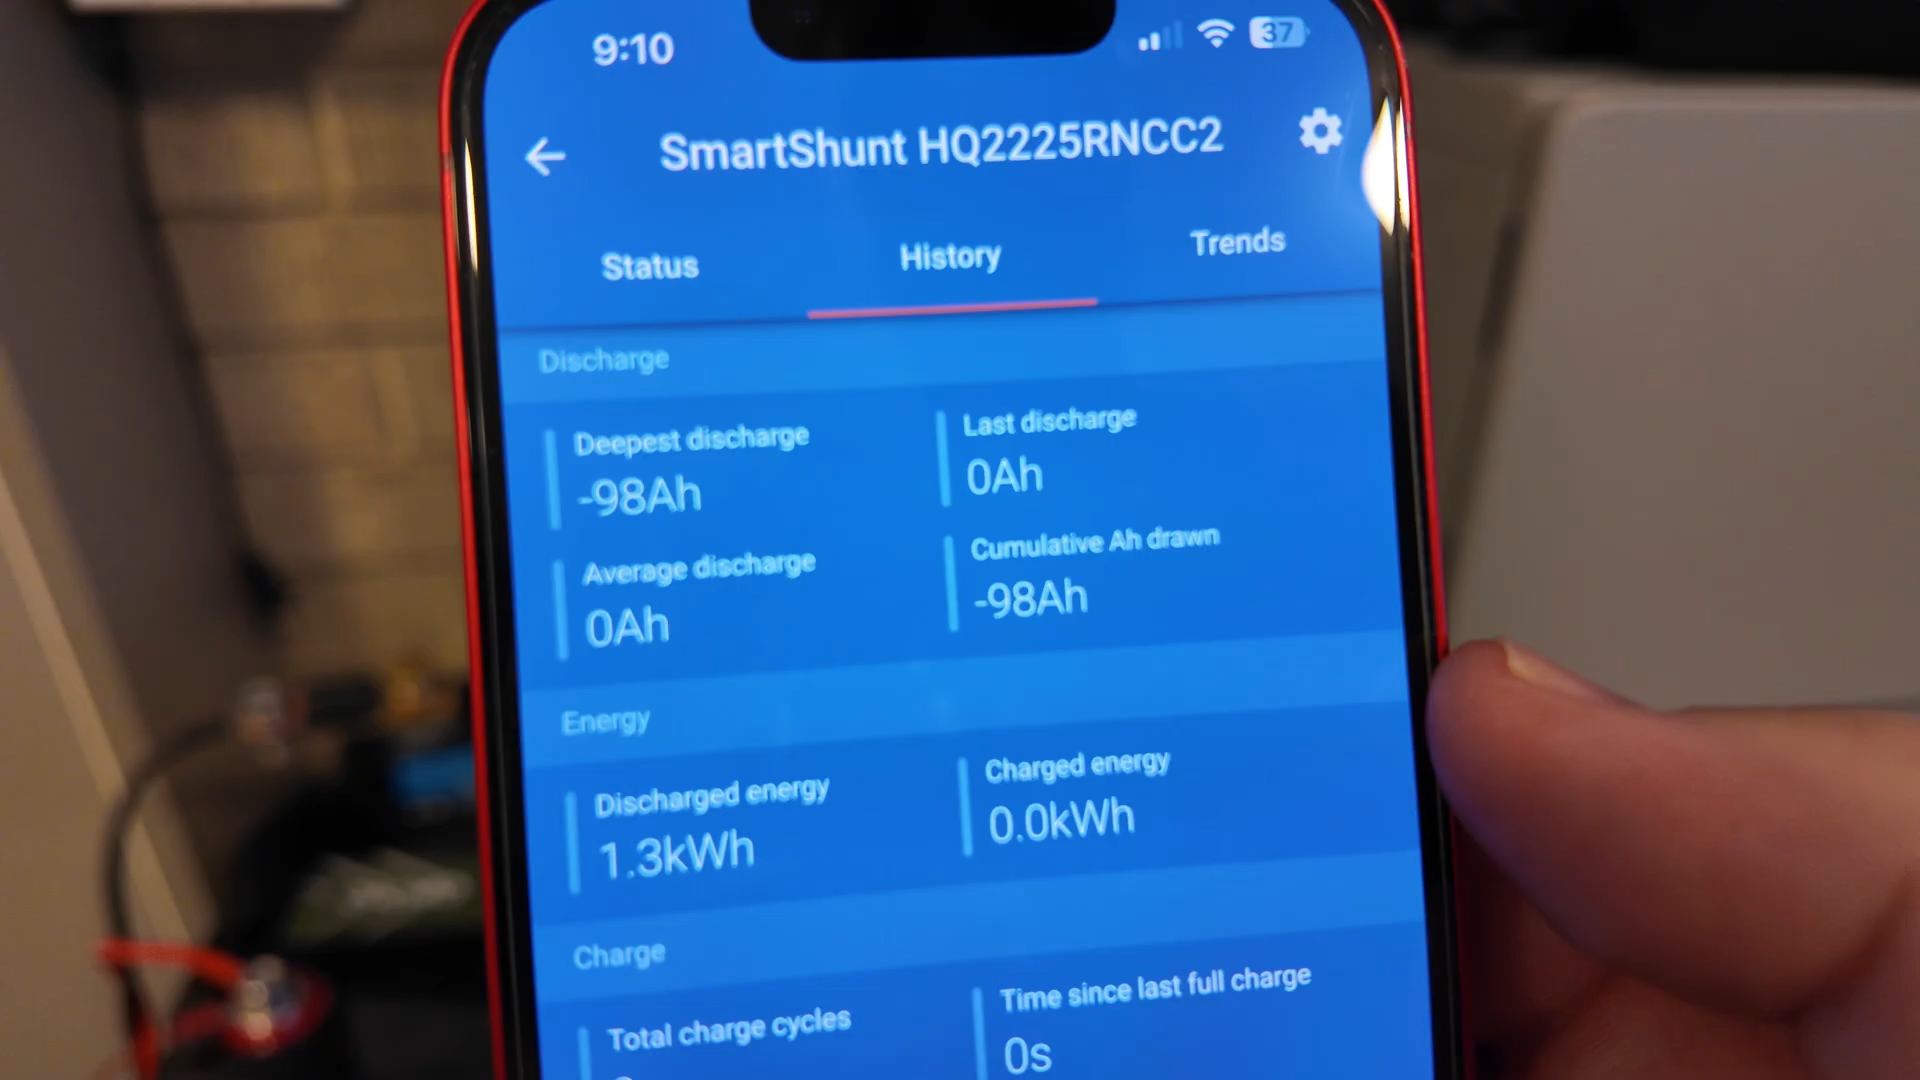 9:10
37
SmartShunt HQ2225RNCC2
Status
History
Trends
Discharge
Deepest discharge
-98Ah
Last discharge
0Ah
Average discharge
0Ah
Cumulative Ah drawn
-98Ah
Energy
Discharged energy
1.3kWh
Charged energy
0.0kWh
Charge
Total charge cycles
Time since last full charge
0s